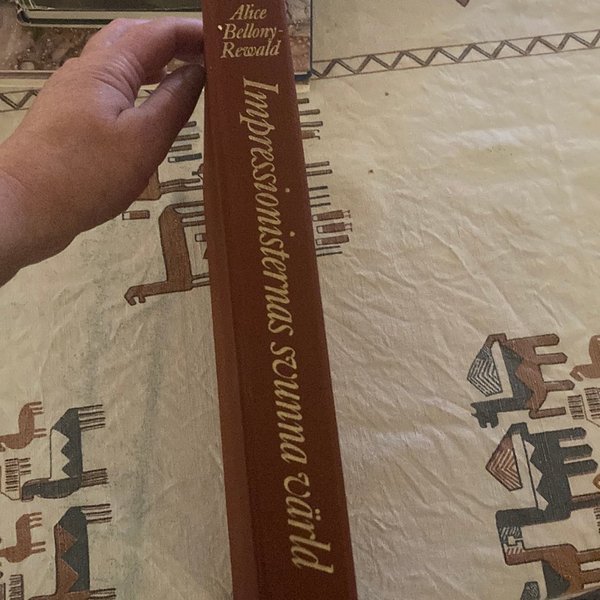 Alice
Bellony-
Rewald
Impressionisternas svunna värld